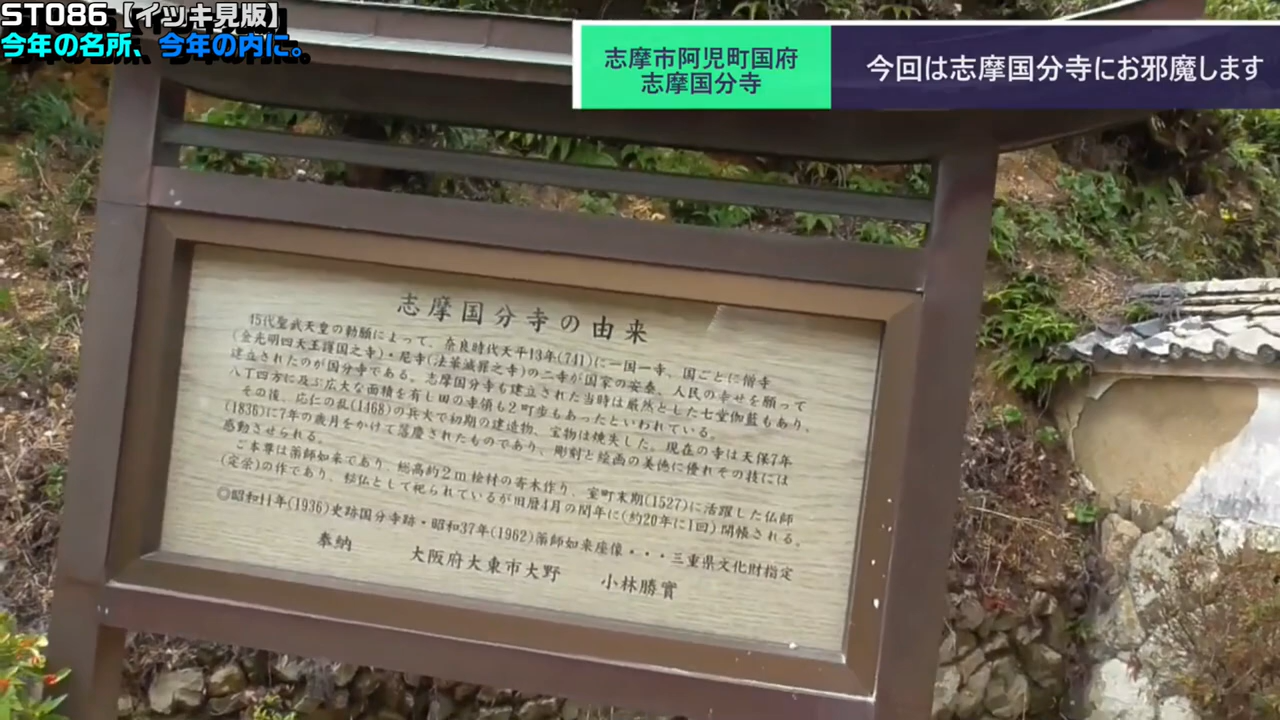 ST086【イッキ見版】
今年の名所、今年の内に。
志摩市阿児町国府
志摩国分寺
今回は志摩国分寺にお邪魔します
志摩国分寺の由来
45代聖武天皇の勅願によって、奈良時代天平13年(741)に一国一寺、国ごとに僧寺
(金光明四天王護国之寺)・尼寺(法華滅罪之寺)の二寺が国家の安泰、人民の幸せを願って
建立されたのが国分寺である。志摩国分寺も建立された当時は厳然とした七堂伽藍もあり、
八丁四方に及ぶ広大な面積を有し田の寺領も2町歩もあったといわれている。
その後、応仁の乱(1468)の兵火で初期の建造物、宝物は焼失した。現在の寺は天保7年
(1836)に7年の歳月をかけて落慶されたものであり、彫刻と絵画の美徳に優れその技には
感動させられる。
ご本尊は薬師如来であり、総高約2m桧材の寄木作り、室町末期(1527)に活躍した仏師
(定栄)の作であり、秘仏として祀られているが旧暦4月の閏年に(約20年に1回)開帳される。
◎昭和11年(1936)史跡国分寺跡・昭和37年(1962)薬師如来座像・・・三重県文化財指定
奉納 大阪府大東市大野 小林勝實